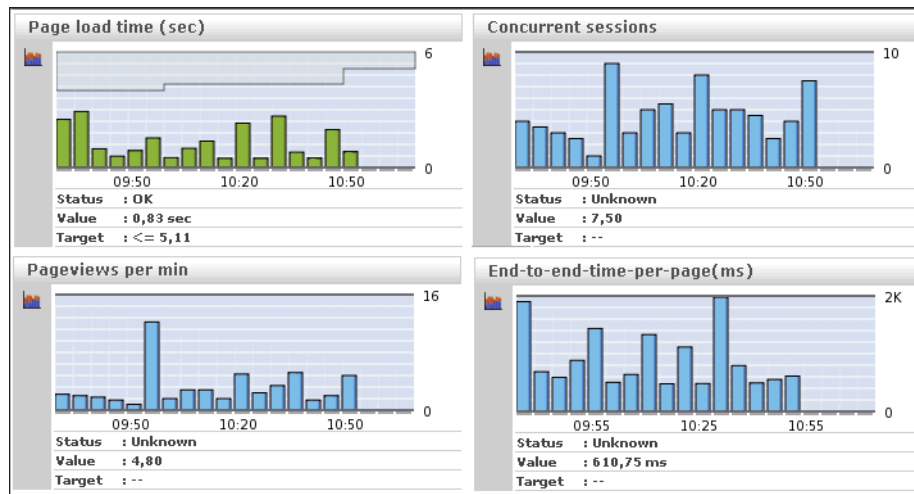 Page load time (sec)
6
0
09:50 10:20 10:50
Status : OK
Value : 0,83 sec
Target : <= 5,11
Concurrent sessions
10
0
09:50 10:20 10:50
Status : Unknown
Value : 7,50
Target : --
Pageviews per min
16
0
09:50 10:20 10:50
Status : Unknown
Value : 4,80
Target : --
End-to-end-time-per-page(ms)
2K
0
09:55 10:25 10:55
Status : Unknown
Value : 610,75 ms
Target : --